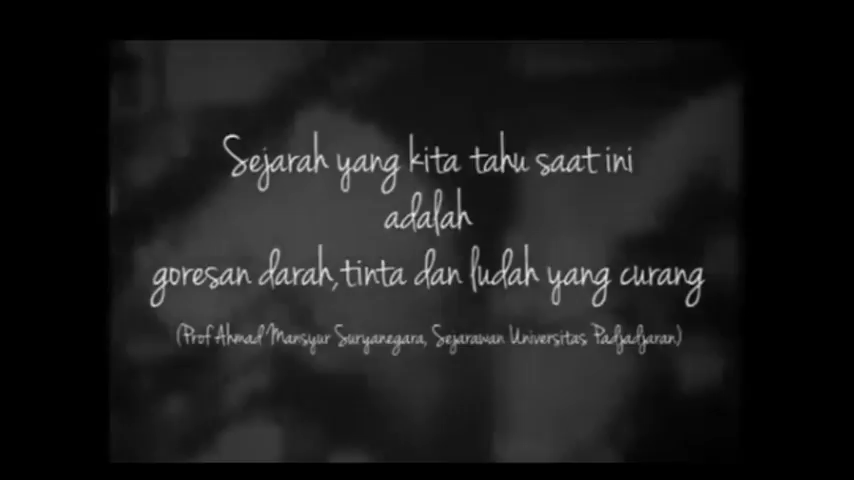 Sejarah yang kita tahu saat ini
adalah
goresan darah,tinta dan ludah yang curang
(Prof Ahmad Mansyur Suryanegara, Sejarawan Universitas Padjadjaran)